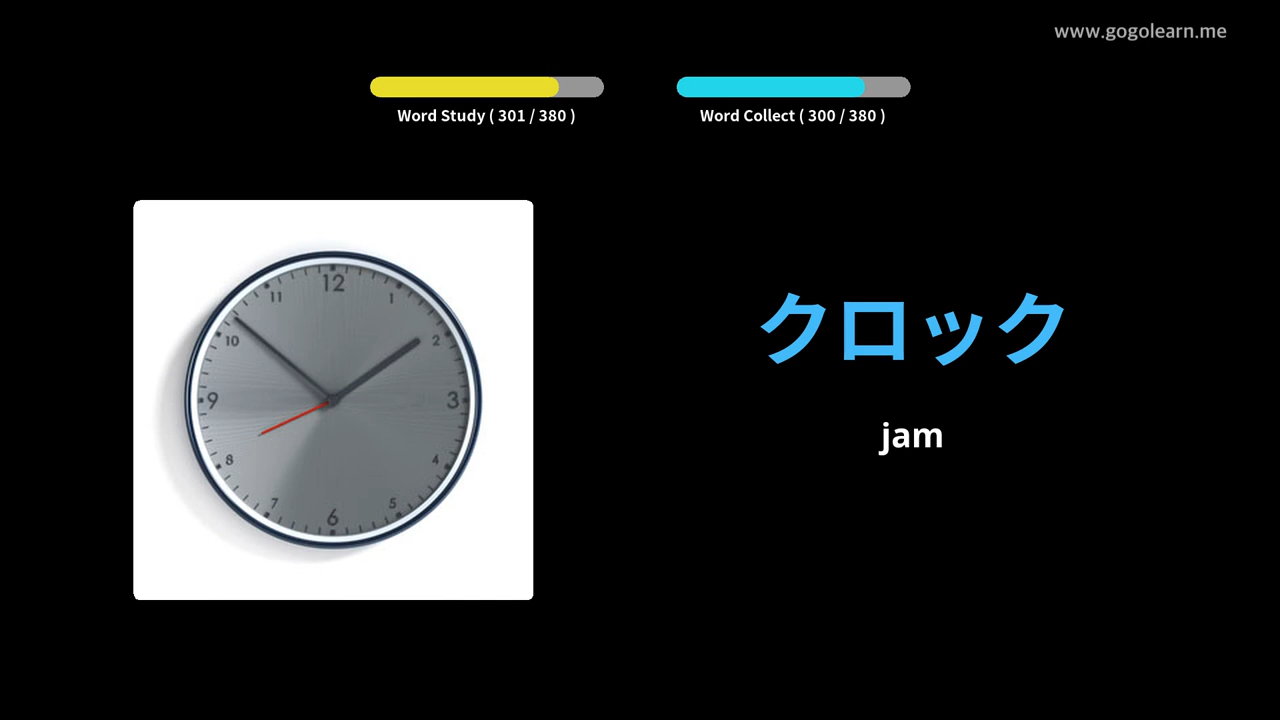 www.gogolearn.me
Word Study ( 301 / 380 )
Word Collect ( 300 / 380 )
クロック
jam
12
11
1
10
2
9
3
8
4
7
5
6